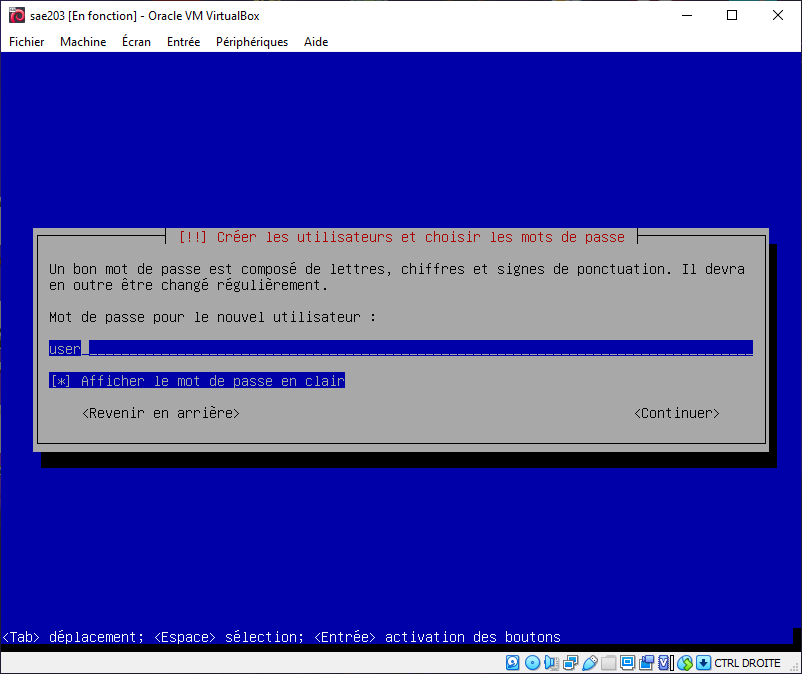 sae203 [En fonction] - Oracle VM VirtualBox
Fichier Machine Écran Entrée Périphériques Aide
[!!] Créer les utilisateurs et choisir les mots de passe
Un bon mot de passe est composé de lettres, chiffres et signes de ponctuation. Il devra
en outre être changé régulièrement.
Mot de passe pour le nouvel utilisateur :
user
[*] Afficher le mot de passe en clair
<Revenir en arrière> <Continuer>
<Tab> déplacement; <Espace> sélection; <Entrée> activation des boutons
CTRL DROITE